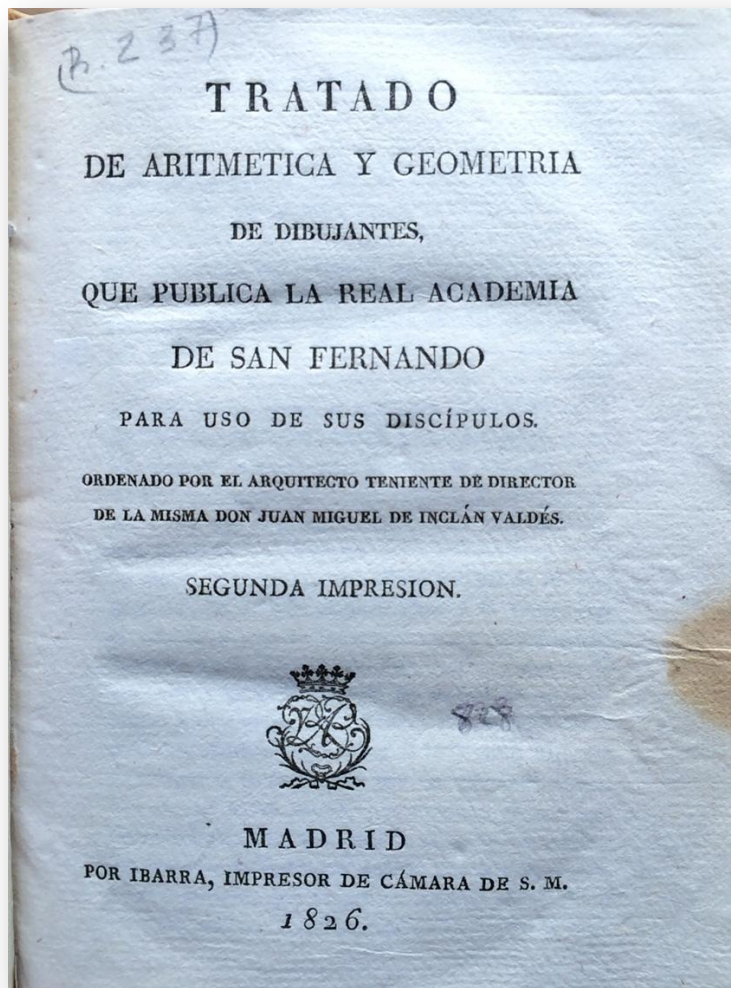 (R. 237)
TRATADO
DE ARITMETICA Y GEOMETRIA
DE DIBUJANTES,
QUE PUBLICA LA REAL ACADEMIA
DE SAN FERNANDO
PARA USO DE SUS DISCÍPULOS.
ORDENADO POR EL ARQUITECTO TENIENTE DE DIRECTOR
DE LA MISMA DON JUAN MIGUEL DE INCLÁN VALDÉS.
SEGUNDA IMPRESION.
MADRID
POR IBARRA, IMPRESOR DE CÁMARA DE S. M.
1826.